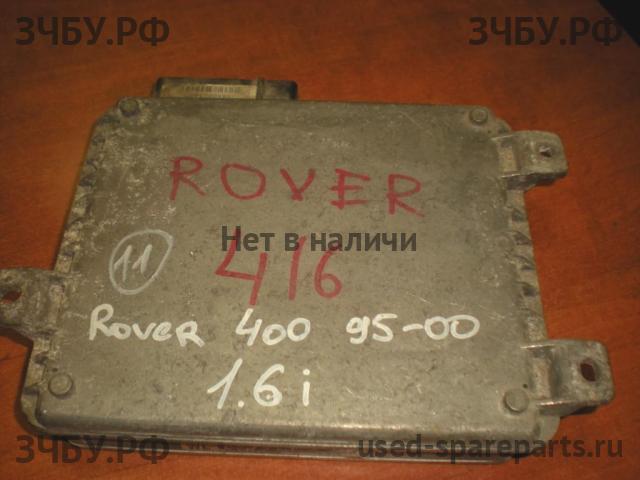 ЗЧБУ.РФ ЗЧБУ.РФ
ROVER
Нет в наличи
11
416
Rover 400 95-00
1.6i
ЗЧБУ.РФ used-spareparts.ru